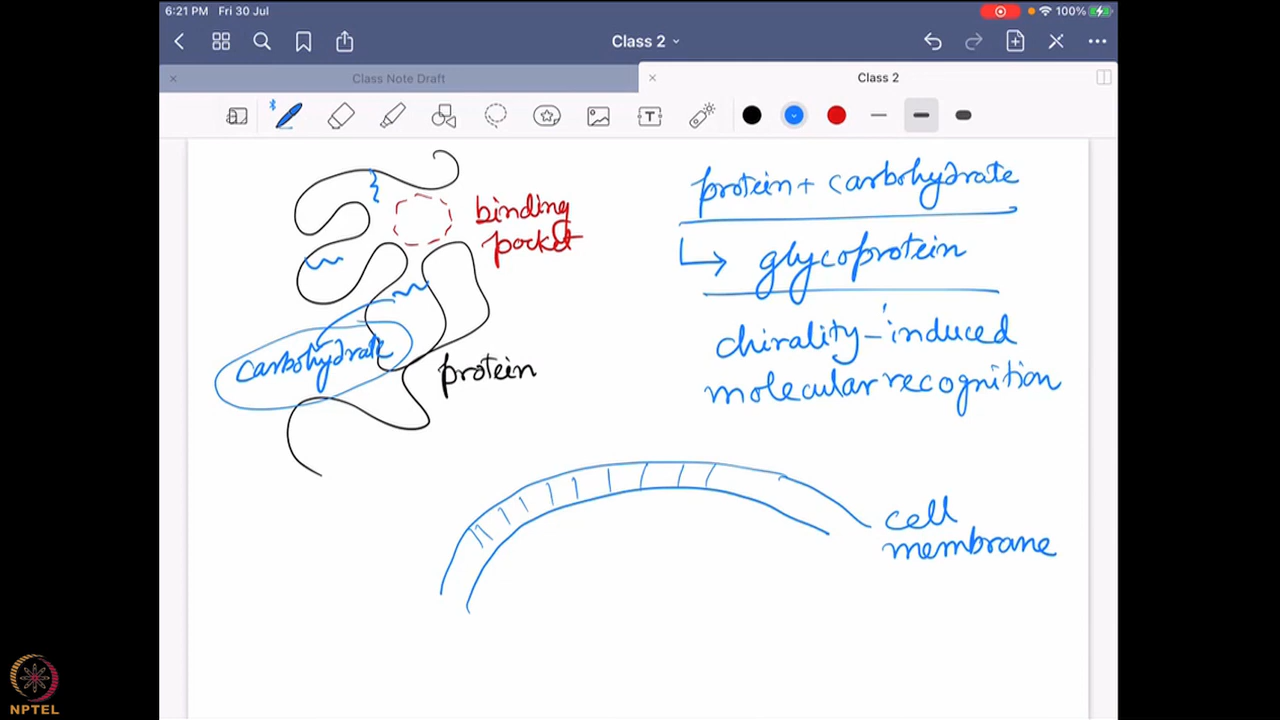 6:21 PM Fri 30 Jul
100%
Class 2
Class Note Draft
Class 2
T
binding
pocket
carbohydrate
protein
protein + carbohydrate
glycoprotein
chirality-induced
molecular recognition
cell
membrane
NPTEL